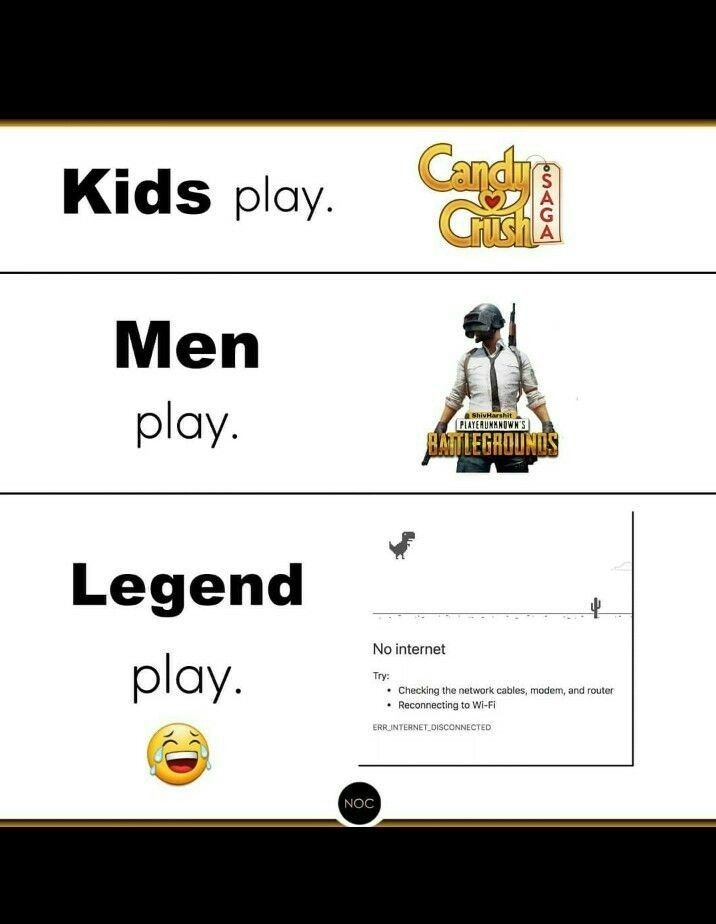 Kids play.
Candy
Crush
SAGA
Men
play.
ShivHarshit
PLAYERUNKNOWN'S
BATTLEGROUNDS
Legend
play.
No internet
Try:
• Checking the network cables, modem, and router
• Reconnecting to Wi-Fi
ERR_INTERNET_DISCONNECTED
NOC